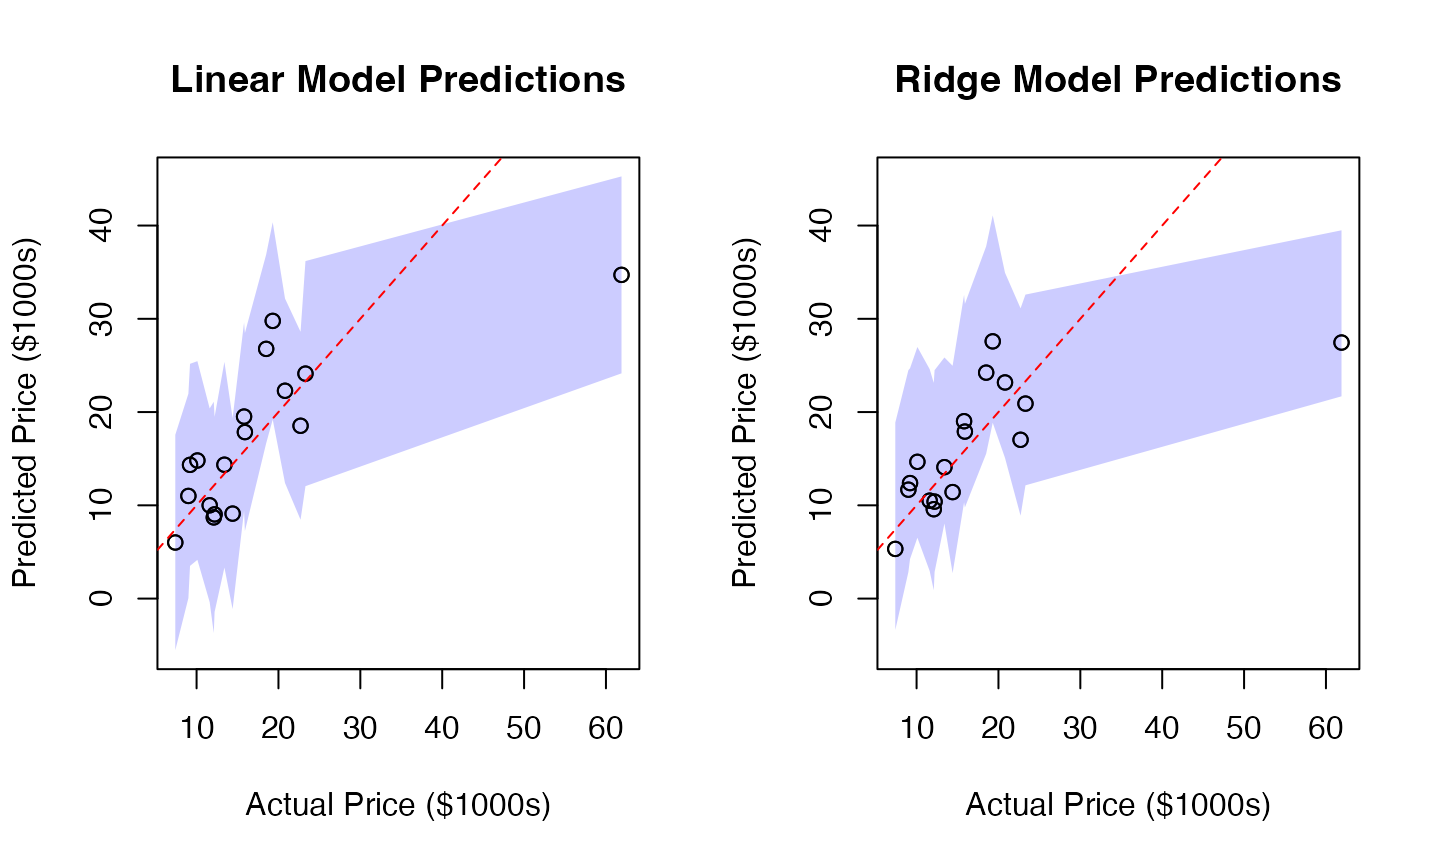 Linear Model Predictions
Predicted Price ($1000s)
40
30
20
10
0
10 20 30 40 50 60
Actual Price ($1000s)
Ridge Model Predictions
Predicted Price ($1000s)
40
30
20
10
0
10 20 30 40 50 60
Actual Price ($1000s)